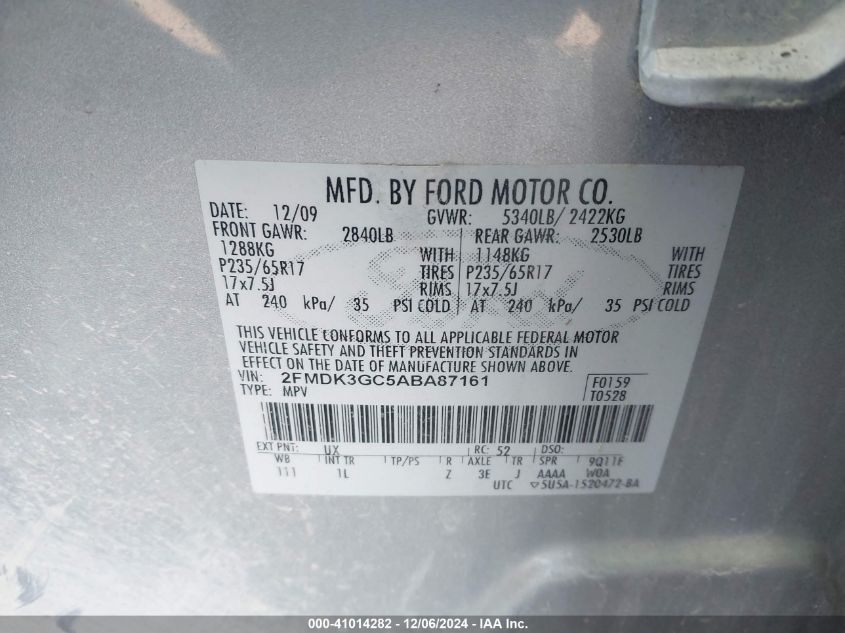 MFD. BY FORD MOTOR CO.
DATE: 12/09 GVWR: 5340LB/ 2422KG
FRONT GAWR: 2840LB REAR GAWR: 2530LB
1288KG WITH 1148KG WITH
P235/65R17 TIRES P235/65R17 TIRES
17x7.5J RIMS 17x7.5J RIMS
AT 240 kPa/ 35 PSI COLD AT 240 kPa/ 35 PSI COLD
THIS VEHICLE CONFORMS TO ALL APPLICABLE FEDERAL MOTOR
VEHICLE SAFETY AND THEFT PREVENTION STANDARDS IN
EFFECT ON THE DATE OF MANUFACTURE SHOWN ABOVE.
VIN: 2FMDK3GC5ABA87161 F0159
TYPE: MPV T0528
EXT PNT: UX RC: 52 DSO:
WB INT TR TP/PS R AXLE TR SPR 9Q11F
111 1L Z 3E J AAAA W0A
UTC ▽5U5A-1520472-BA
000-41014282 - 12/06/2024 - IAA Inc.